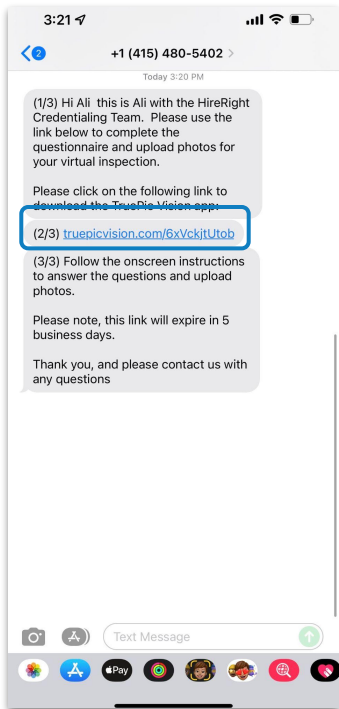 3:21
2
+1 (415) 480-5402 >
Today 3:20 PM
(1/3) Hi Ali  this is Ali with the HireRight
Credentialing Team.  Please use the
link below to complete the
questionnaire and upload photos for
your virtual inspection.
Please click on the following link to
download the TruePic Vision app:
(2/3) truepicvision.com/6xVckjtUtob
(3/3) Follow the onscreen instructions
to answer the questions and upload
photos.
Please note, this link will expire in 5
business days.
Thank you, and please contact us with
any questions
Text Message
Pay